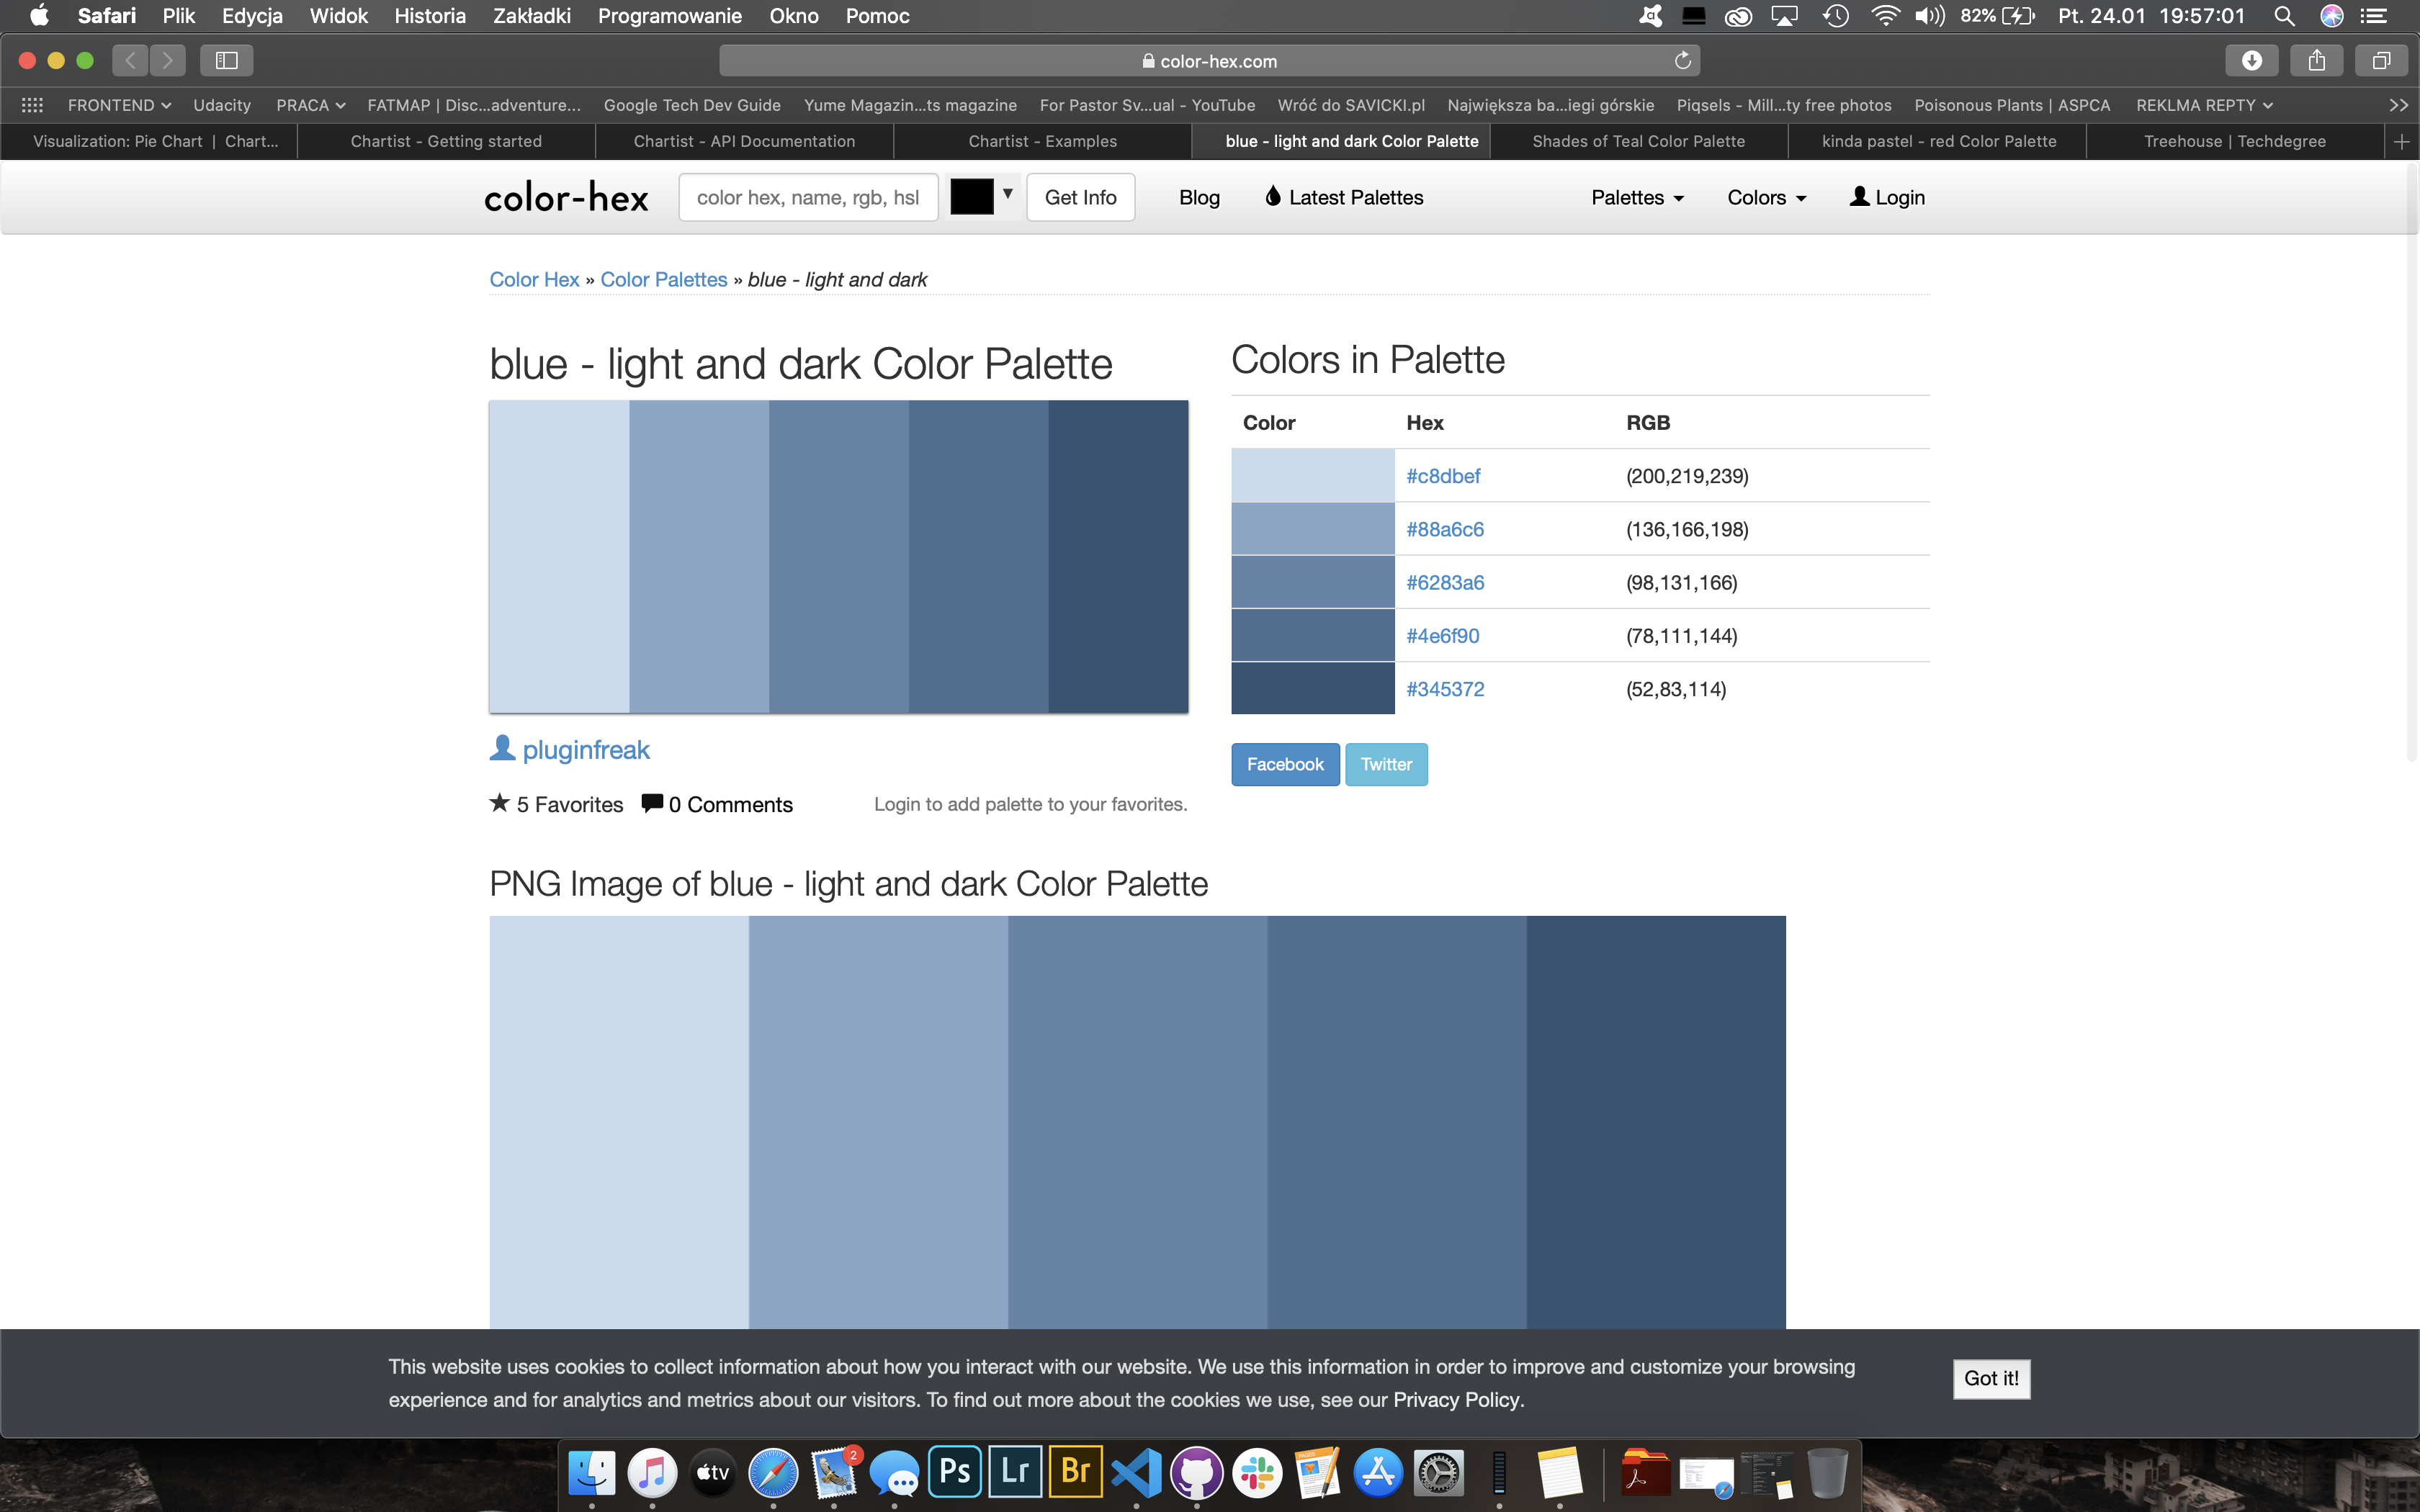 Safari Plik Edycja Widok Historia Zakładki Programowanie Okno Pomoc 82% Pt. 24.01 19:57:01
color-hex.com
FRONTEND Udacity PRACA FATMAP | Disc...adventure... Google Tech Dev Guide Yume Magazin...ts magazine For Pastor Sv...ual - YouTube Wróć do SAVICKI.pl Największa ba...iegi górskie Piqsels - Mill...ty free photos Poisonous Plants | ASPCA REKLMA REPTY
Visualization: Pie Chart | Chart... Chartist - Getting started Chartist - API Documentation Chartist - Examples blue - light and dark Color Palette Shades of Teal Color Palette kinda pastel - red Color Palette Treehouse | Techdegree
color-hex color hex, name, rgb, hsl Get Info Blog Latest Palettes Palettes Colors Login
Color Hex » Color Palettes » blue - light and dark
blue - light and dark Color Palette
pluginfreak
5 Favorites 0 Comments Login to add palette to your favorites.
Colors in Palette
Color Hex RGB
#c8dbef (200,219,239)
#88a6c6 (136,166,198)
#6283a6 (98,131,166)
#4e6f90 (78,111,144)
#345372 (52,83,114)
Facebook Twitter
PNG Image of blue - light and dark Color Palette
This website uses cookies to collect information about how you interact with our website. We use this information in order to improve and customize your browsing
experience and for analytics and metrics about our visitors. To find out more about the cookies we use, see our Privacy Policy.
Got it!
tv 2 Ps Lr Br